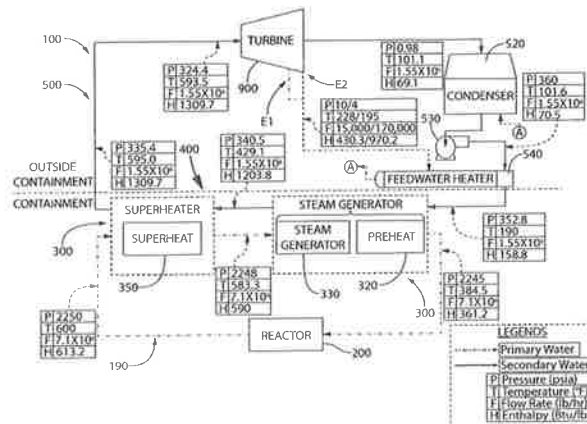 100
500
P 324.4
T 593.5
F 1.55X10⁶
H 1309.7
TURBINE
900
E1
E2
P 0.98
T 101.1
F 1.55X10⁶
H 69.1
520
CONDENSER
P 360
T 101.6
F 1.55X10⁶
H 70.5
A
530
540
P 10/4
T 228/195
F 15,000/170,000
H 430.3/970.2
A
FEEDWATER HEATER
P 335.4
T 595.0
F 1.55X10⁶
H 1309.7
P 340.5
T 429.1
F 1.55X10⁶
H 1203.8
400
OUTSIDE
CONTAINMENT
CONTAINMENT
300
SUPERHEATER
SUPERHEAT
350
STEAM GENERATOR
STEAM
GENERATOR
PREHEAT
330
320
300
P 352.8
T 190
F 1.55X10⁶
H 158.8
P 2248
T 583.3
F 7.1X10⁶
H 590
P 2245
T 384.5
F 7.1X10⁶
H 361.2
P 2250
T 600
F 7.1X10⁶
H 613.2
190
REACTOR
200
LEGENDS
Primary Water
Secondary Water
P Pressure (psia)
T Temperature (°F)
F Flow Rate (lb/hr)
H Enthalpy (Btu/lb